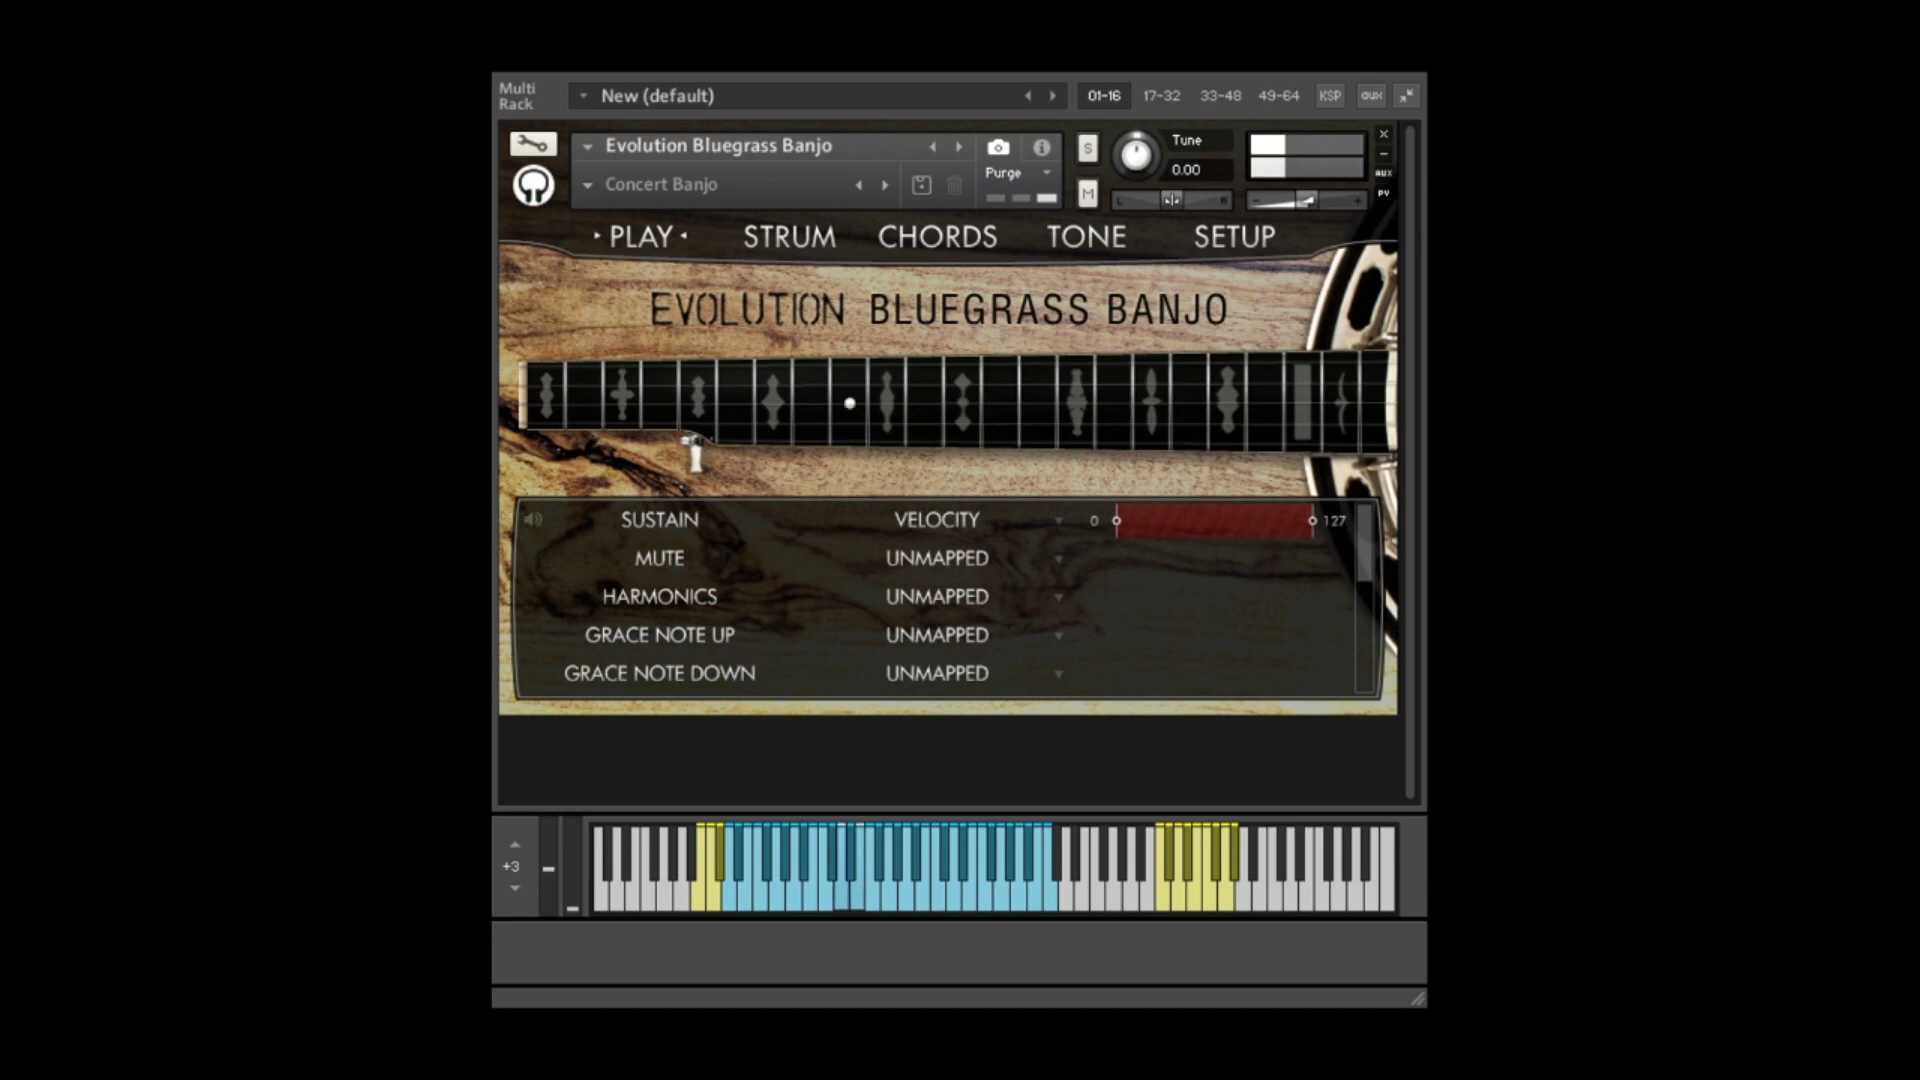 Multi Rack
New (default)
01-16 17-32 33-48 49-64 KSP aux
Evolution Bluegrass Banjo
Concert Banjo
Purge
S
M
Tune
0.00
L R
- +
AUX
PV
PLAY STRUM CHORDS TONE SETUP
EVOLUTION BLUEGRASS BANJO
SUSTAIN VELOCITY 0 127
MUTE UNMAPPED
HARMONICS UNMAPPED
GRACE NOTE UP UNMAPPED
GRACE NOTE DOWN UNMAPPED
+3